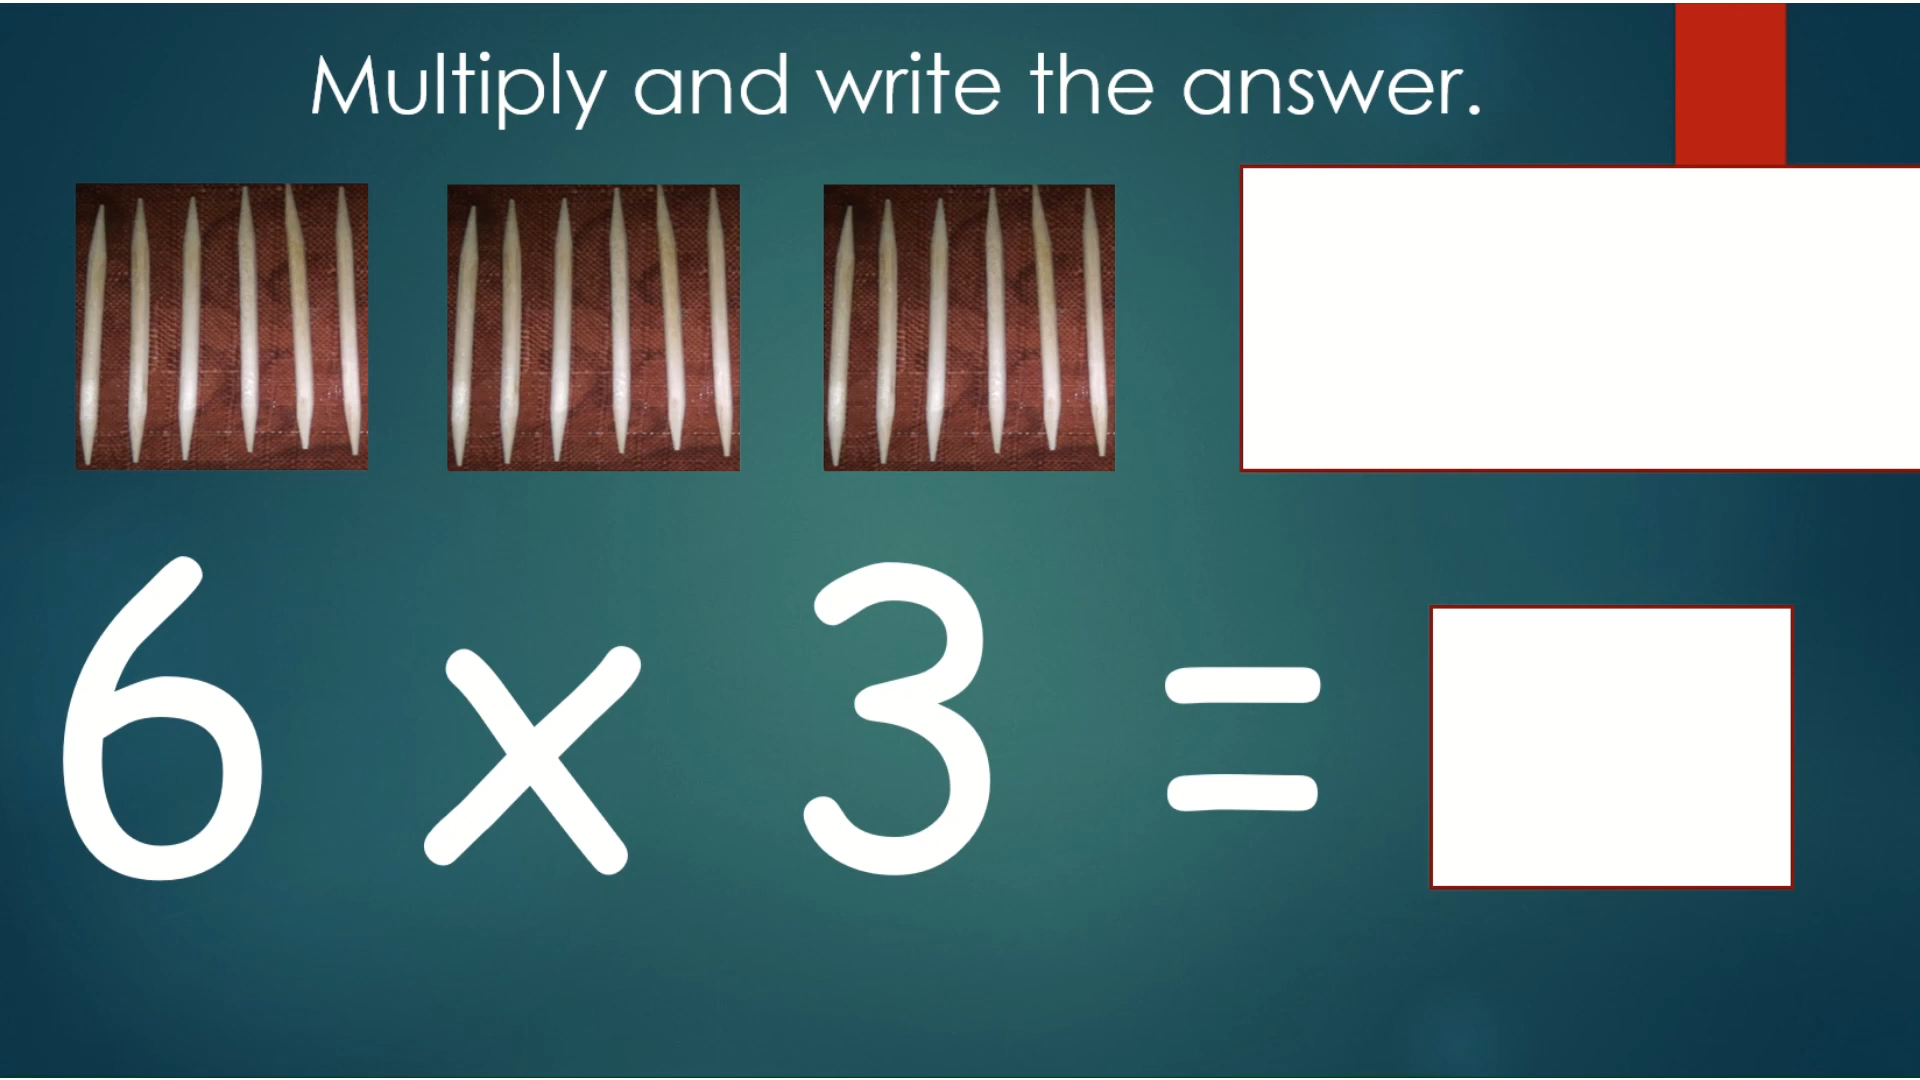 Multiply and write the answer.
6 x 3 =